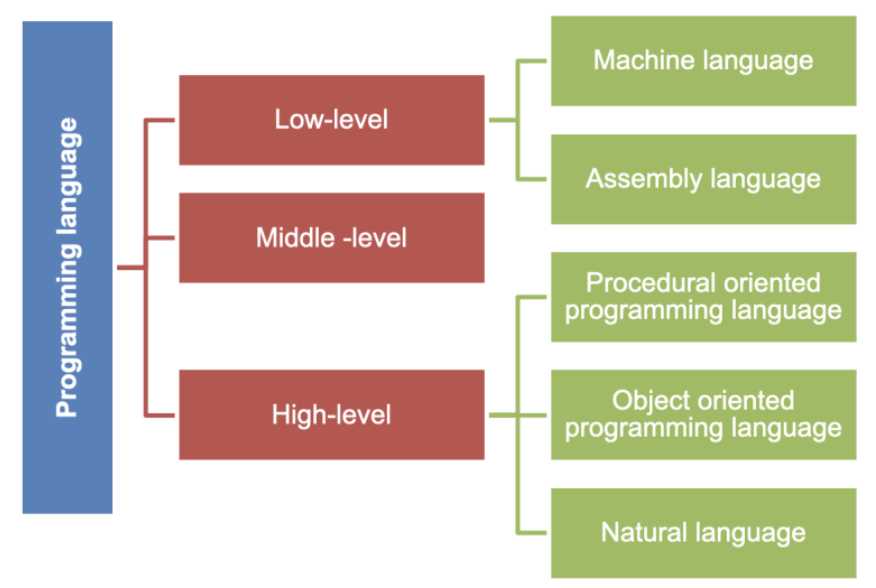 Programming language
Low-level
Machine language
Assembly language
Middle -level
High-level
Procedural oriented
programming language
Object oriented
programming language
Natural language